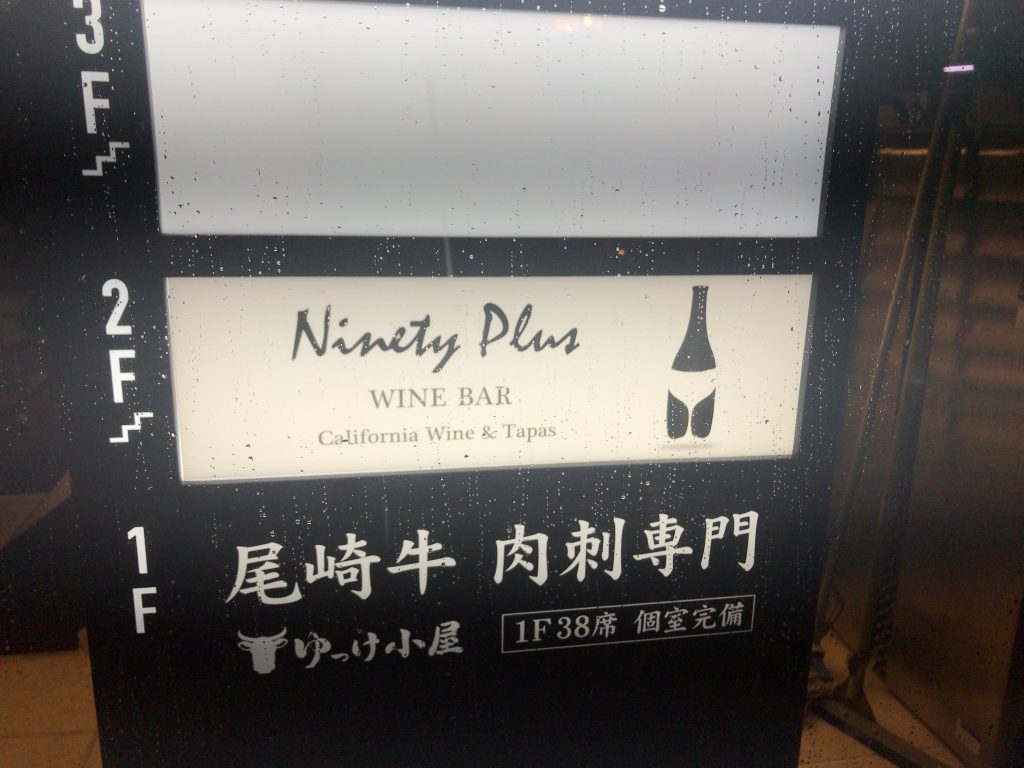 3F
2F
Ninety Plus
WINE BAR
California Wine & Tapas
1F
尾崎牛 肉刺専門
ゆっけ小屋
1F38席 個室完備